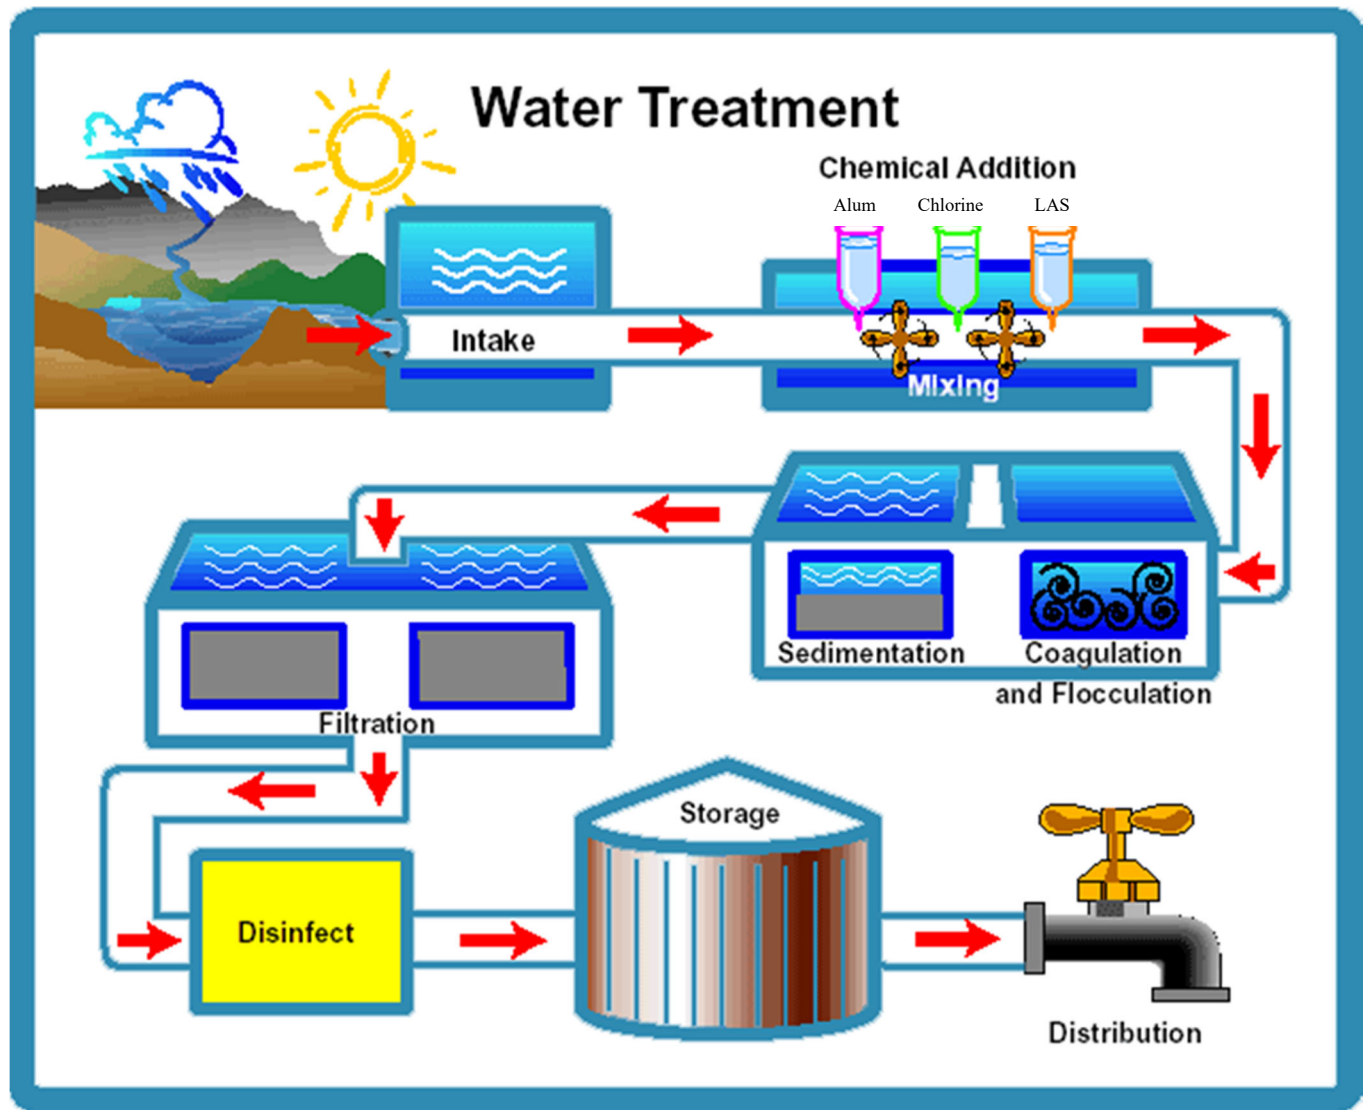 Water Treatment
Chemical Addition
Alum Chlorine LAS
Intake
Mixing
Sedimentation
Coagulation
and Flocculation
Filtration
Storage
Disinfect
Distribution